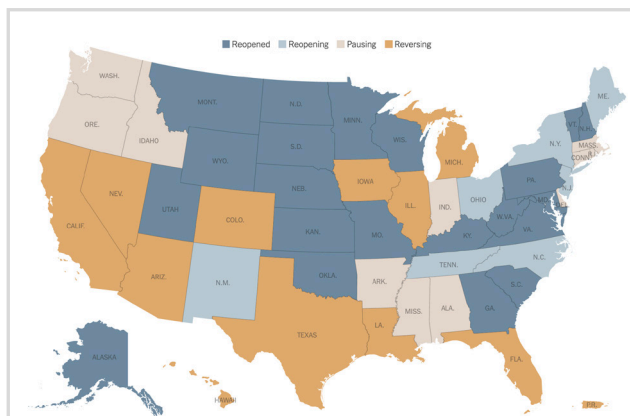 Reopened Reopening Pausing Reversing
WASH.
MONT.
N.D.
MINN.
ME.
ORE.
IDAHO
S.D.
WIS.
VT.
N.H.
N.Y.
MASS.
WYO.
MICH.
CONN.
R.I.
NEB.
IOWA
PA.
N.J.
NEV.
UTAH
COLO.
ILL.
IND.
OHIO
MD.
CALIF.
KAN.
MO.
KY.
W.VA.
VA.
ARIZ.
N.M.
OKLA.
ARK.
TENN.
N.C.
S.C.
MISS.
ALA.
GA.
TEXAS
LA.
FLA.
ALASKA
HAWAII
P.R.